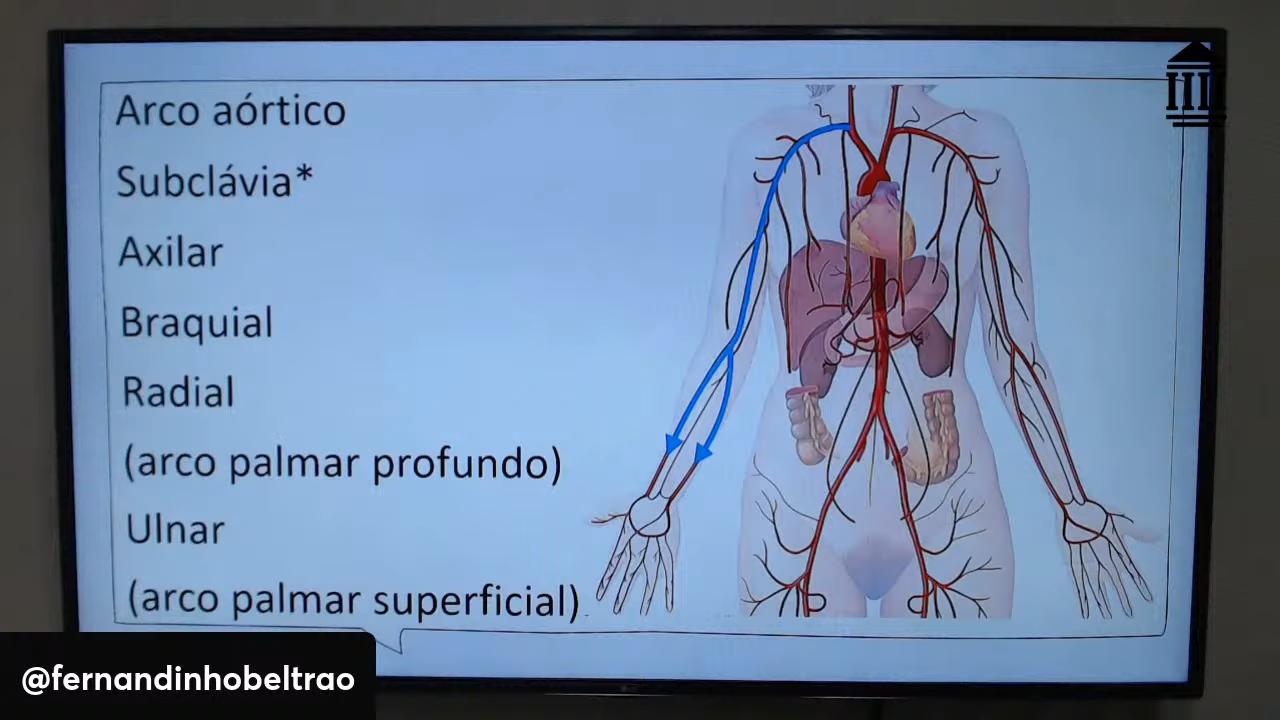 Arco aórtico
Subclávia*
Axilar
Braquial
Radial
(arco palmar profundo)
Ulnar
(arco palmar superficial)
@fernandinhobeltrao